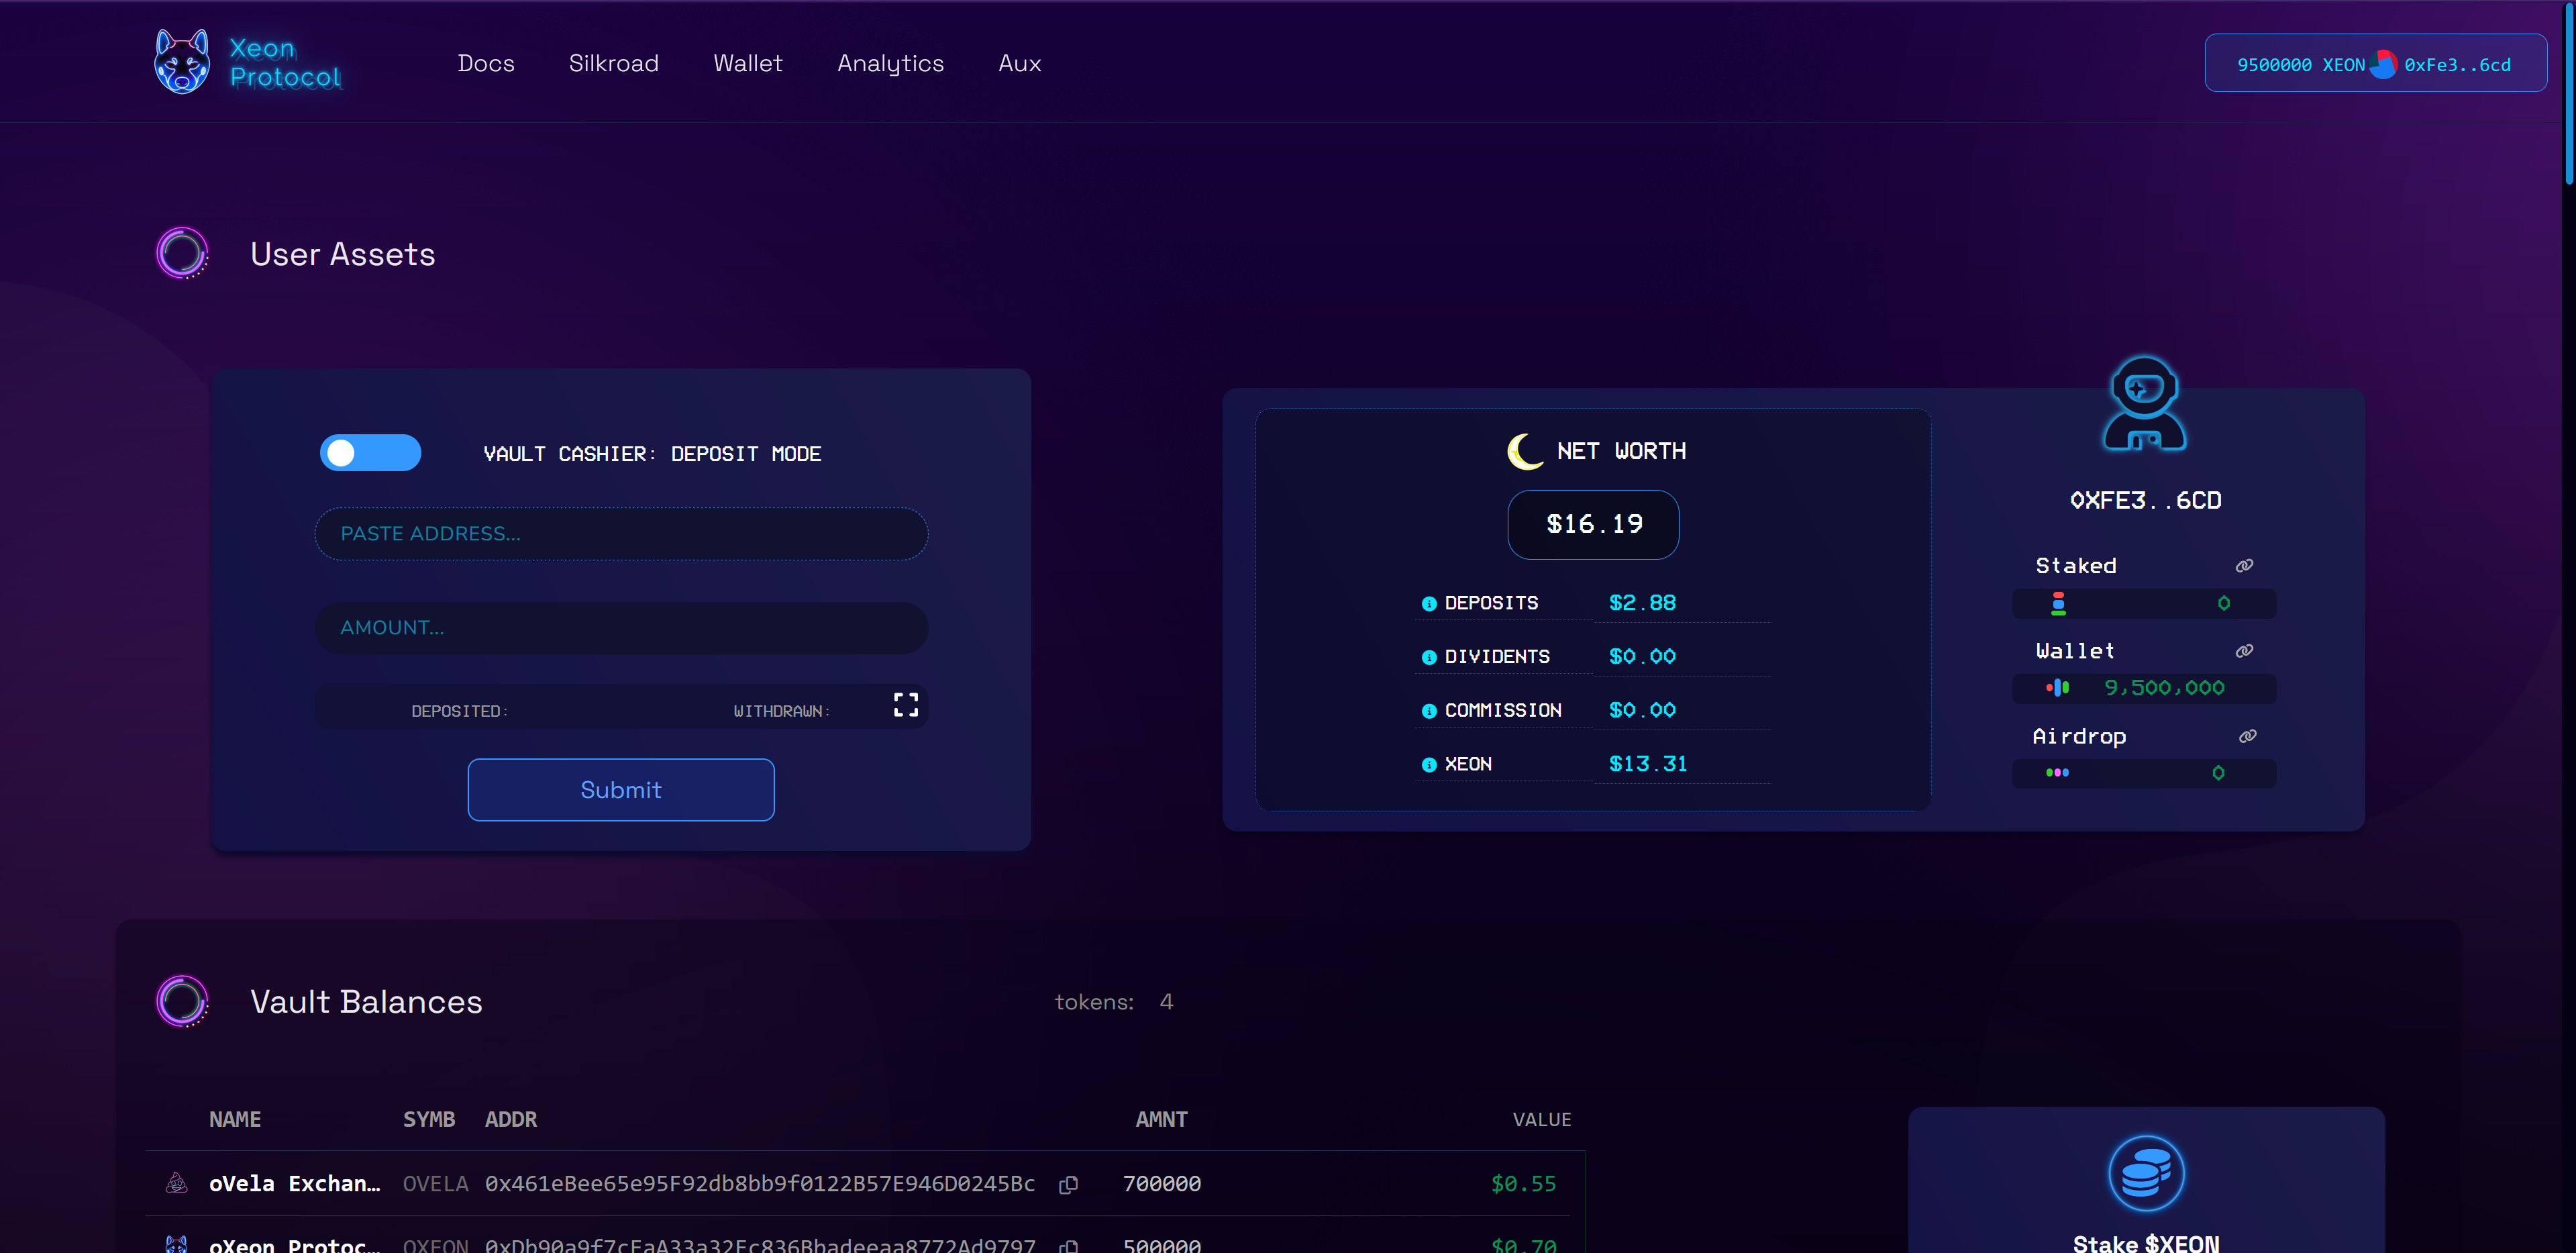 Xeon
Protocol
Docs Silkroad Wallet Analytics Aux
9500000 XEON 0xFe3..6cd
User Assets
VAULT CASHIER: DEPOSIT MODE
PASTE ADDRESS...
AMOUNT...
DEPOSITED: WITHDRAWN:
Submit
NET WORTH
$16.19
DEPOSITS $2.88
DIVIDENTS $0.00
COMMISSION $0.00
XEON $13.31
0XFE3..6CD
Staked
0
Wallet
9,500,000
Airdrop
0
Vault Balances
tokens: 4
NAME SYMB ADDR AMNT VALUE
oVela Exchan… OVELA 0x461eBee65e95F92db8bb9f0122B57E946D0245Bc 700000 $0.55
oXeon Protoc… OXEON 0xDb90a9f7cEaA33a32Ec836Bbadeeaa8772Ad9797 500000 $0.70
Stake $XEON